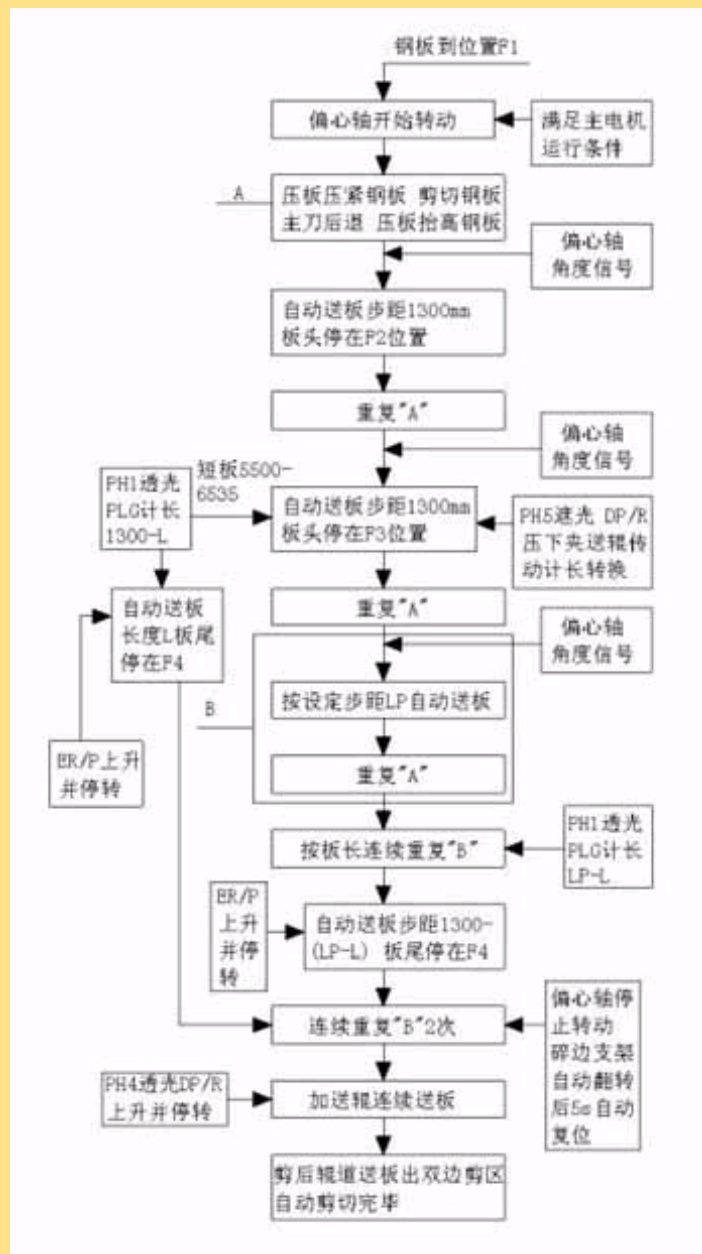 钢板到位置F1
偏心轴开始转动
满足主电机
运行条件
A
压板压紧钢板 剪切钢板
主刀后退 压板抬高钢板
偏心轴
角度信号
自动送板步距1300mm
板头停在F2位置
重复"A"
偏心轴
角度信号
PH1透光
PLG计长
1300-L
短板5500-
6535
自动送板步距1300mm
板头停在F3位置
PH5遮光 DP/R
压下夹送辊传
动计长转换
重复"A"
自动送板
长度L板尾
停在F4
偏心轴
角度信号
B
按设定步距LP自动送板
重复"A"
ER/P上升
并停转
按板长连续重复"B"
PH1透光
PLG计长
LP-L
ER/P
上升
并停
转
自动送板步距1300-
(LP-L) 板尾停在F4
连续重复"B"2次
偏心轴停
止转动
碎边支架
自动翻转
后5s自动
复位
PH4透光DP/R
上升并停转
加送辊连续送板
剪后辊道送板出双边剪区
自动剪切完毕